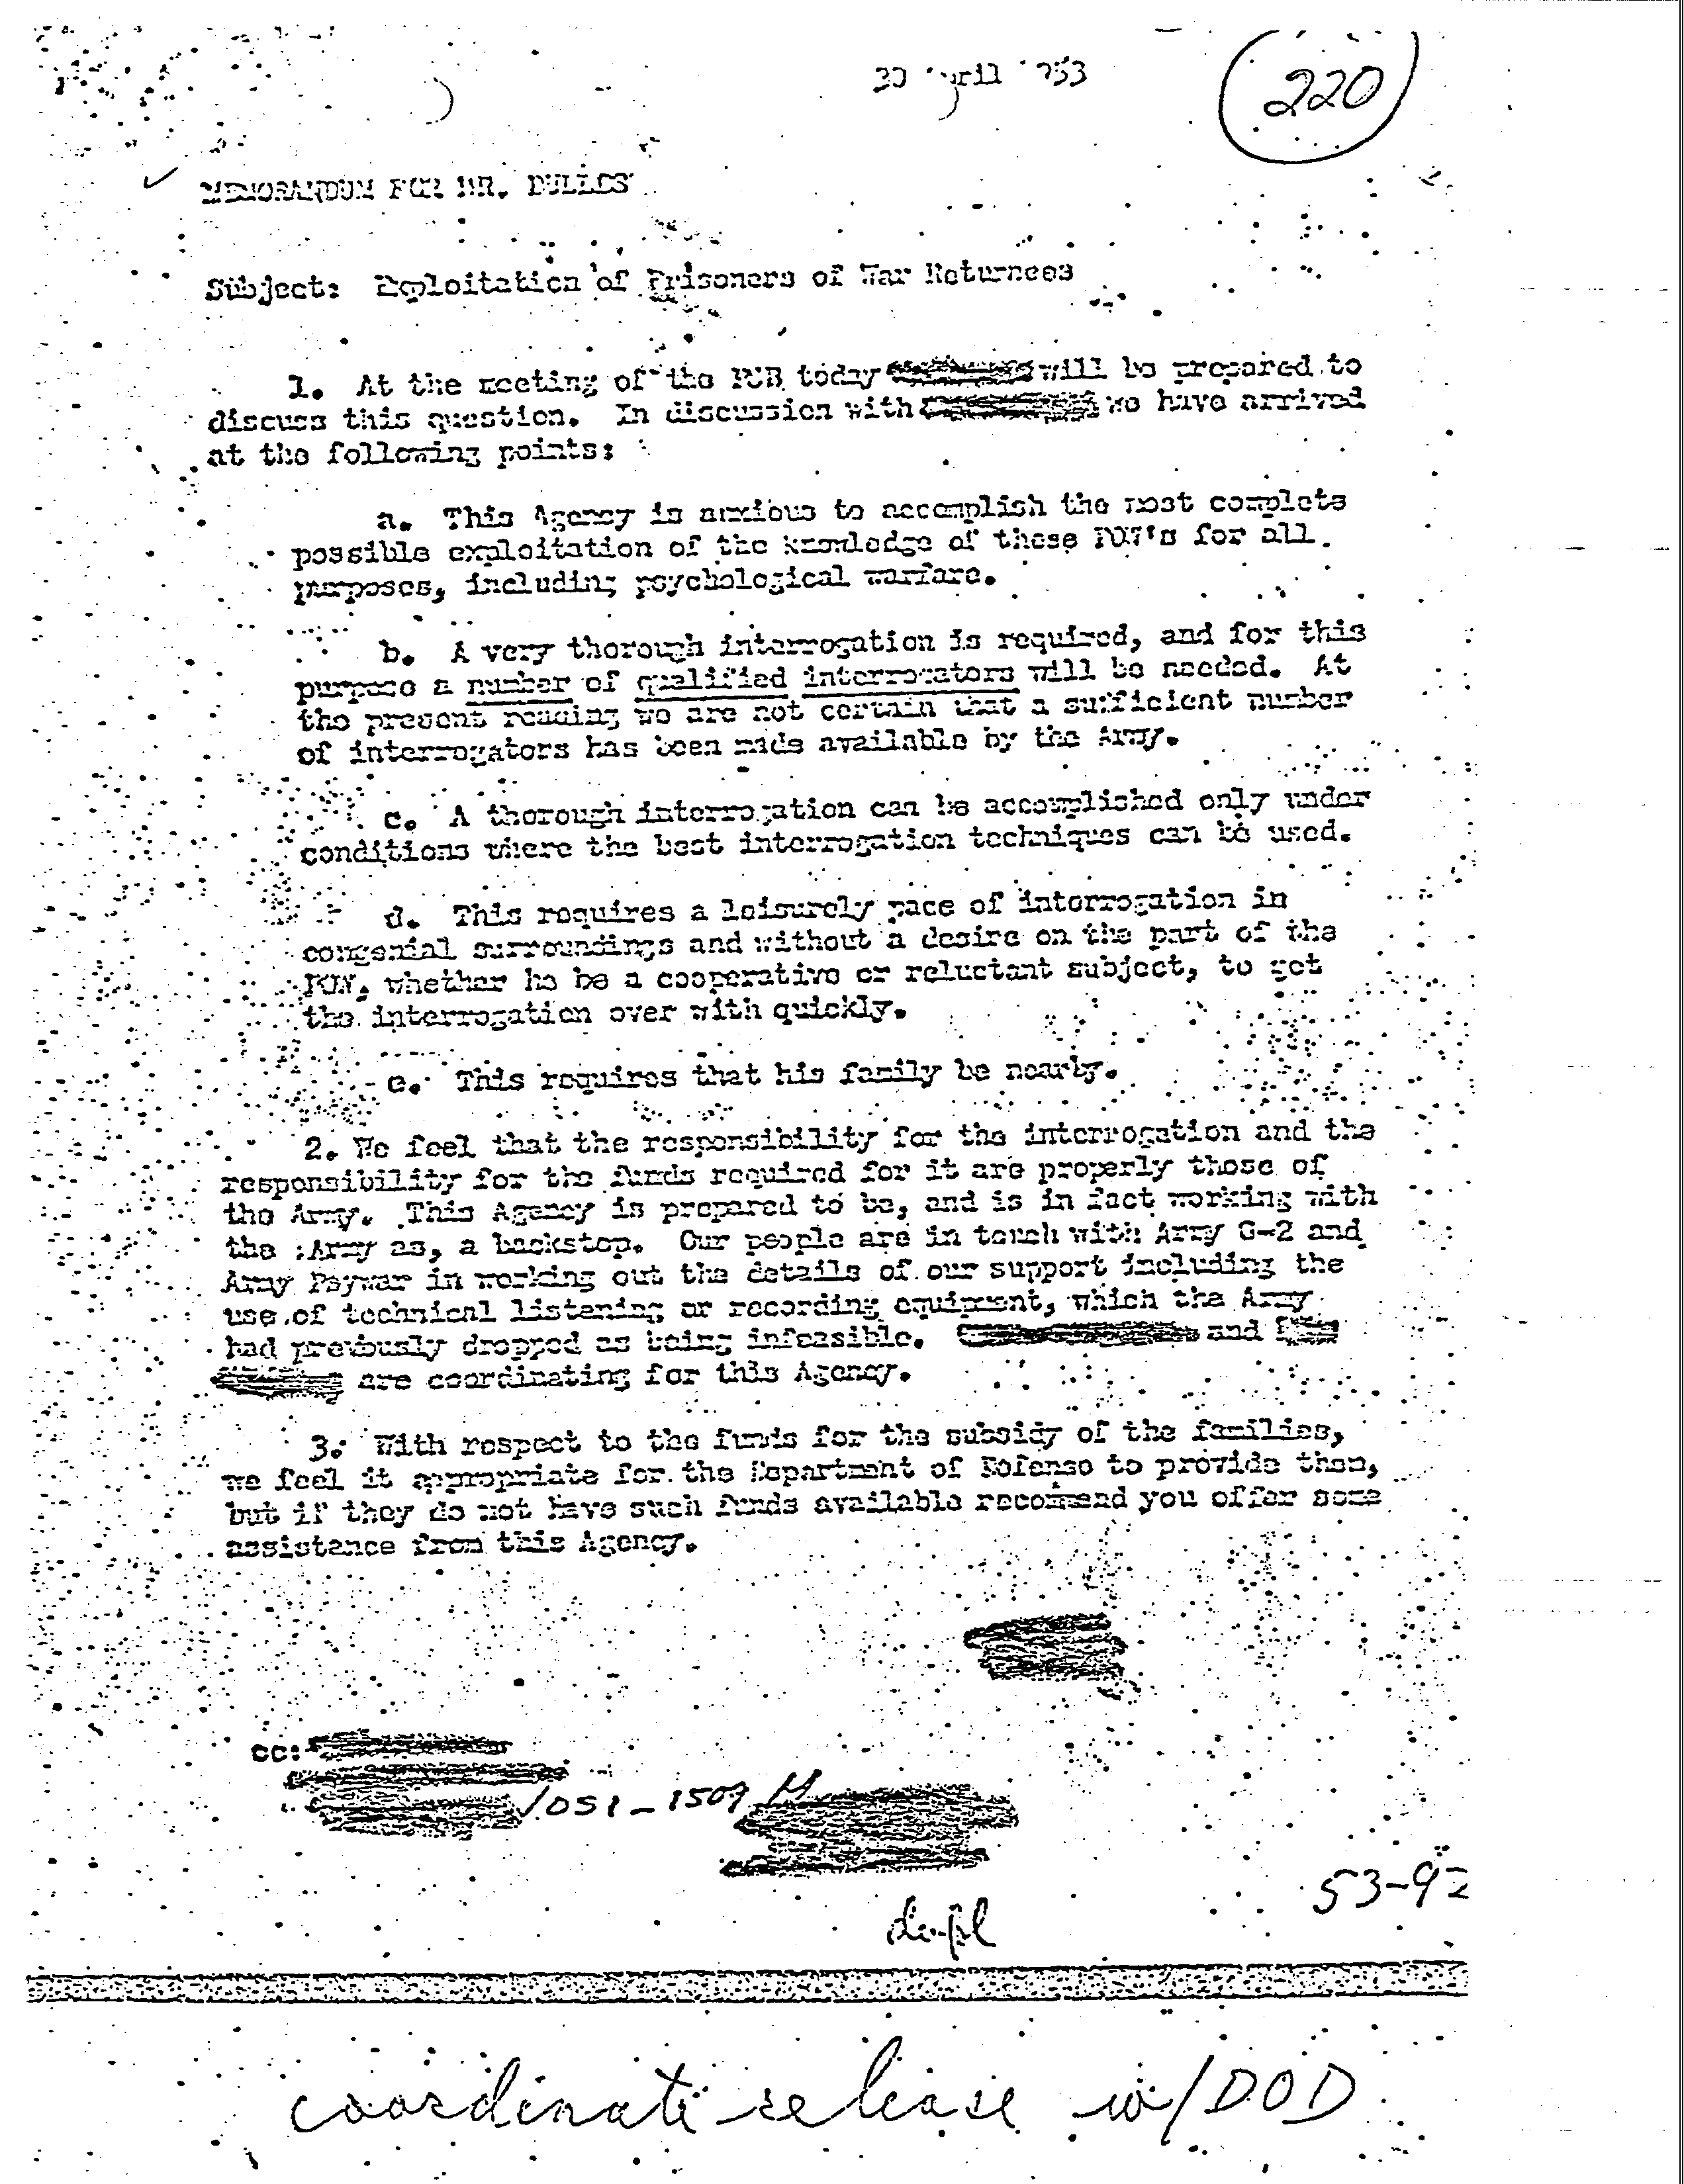 30 April 1953
220
MEMORANDUM FOR MR. DULLES
Subject: Exploitation of Prisoners of War Returnees
1. At the meeting of the today will be prepared to
discuss this question. In discussion with we have arrived
at the following points:
a. This Agency is anxious to accomplish the most complete
possible exploitation of the knowledge of these POW's for all
purposes, including psychological warfare.
b. A very thorough interrogation is required, and for this
purpose a number of qualified interrogators will be needed. At
the present reading we are not certain that a sufficient number
of interrogators has been made available by the Army.
c. A thorough interrogation can be accomplished only under
conditions where the best interrogation techniques can be used.
d. This requires a leisurely pace of interrogation in
congenial surroundings and without a desire on the part of the
POW, whether he be a cooperative or reluctant subject, to get
the interrogation over with quickly.
e. This requires that his family be nearby.
2. We feel that the responsibility for the interrogation and the
responsibility for the funds required for it are properly those of
the Army. This Agency is prepared to be, and is in fact working with
the Army as, a backstop. Our people are in touch with Army G-2 and
Army Psywar in working out the details of our support including the
use of technical listening or recording equipment, which the Army
had previously dropped as being infeasible. and
are coordinating for this Agency.
3. With respect to the funds for the subsidy of the families,
we feel it appropriate for the Department of Defense to provide them,
but if they do not have such funds available recommend you offer some
assistance from this Agency.
cc:
/OSI-1509
53-92
coordinate release w/DOD